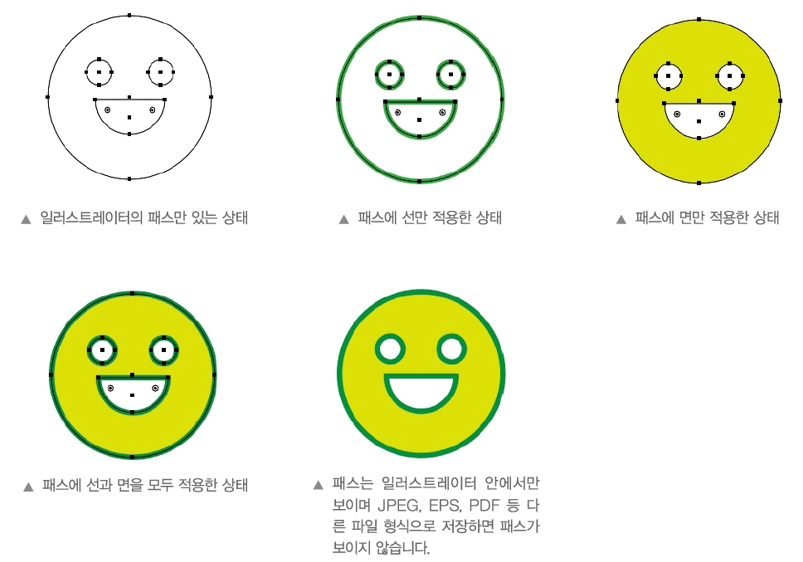 ▲ 일러스트레이터의 패스만 있는 상태
▲ 패스에 선만 적용한 상태
▲ 패스에 면만 적용한 상태
▲ 패스에 선과 면을 모두 적용한 상태
▲ 패스는 일러스트레이터 안에서만
보이며 JPEG, EPS, PDF 등 다
른 파일 형식으로 저장하면 패스가
보이지 않습니다.